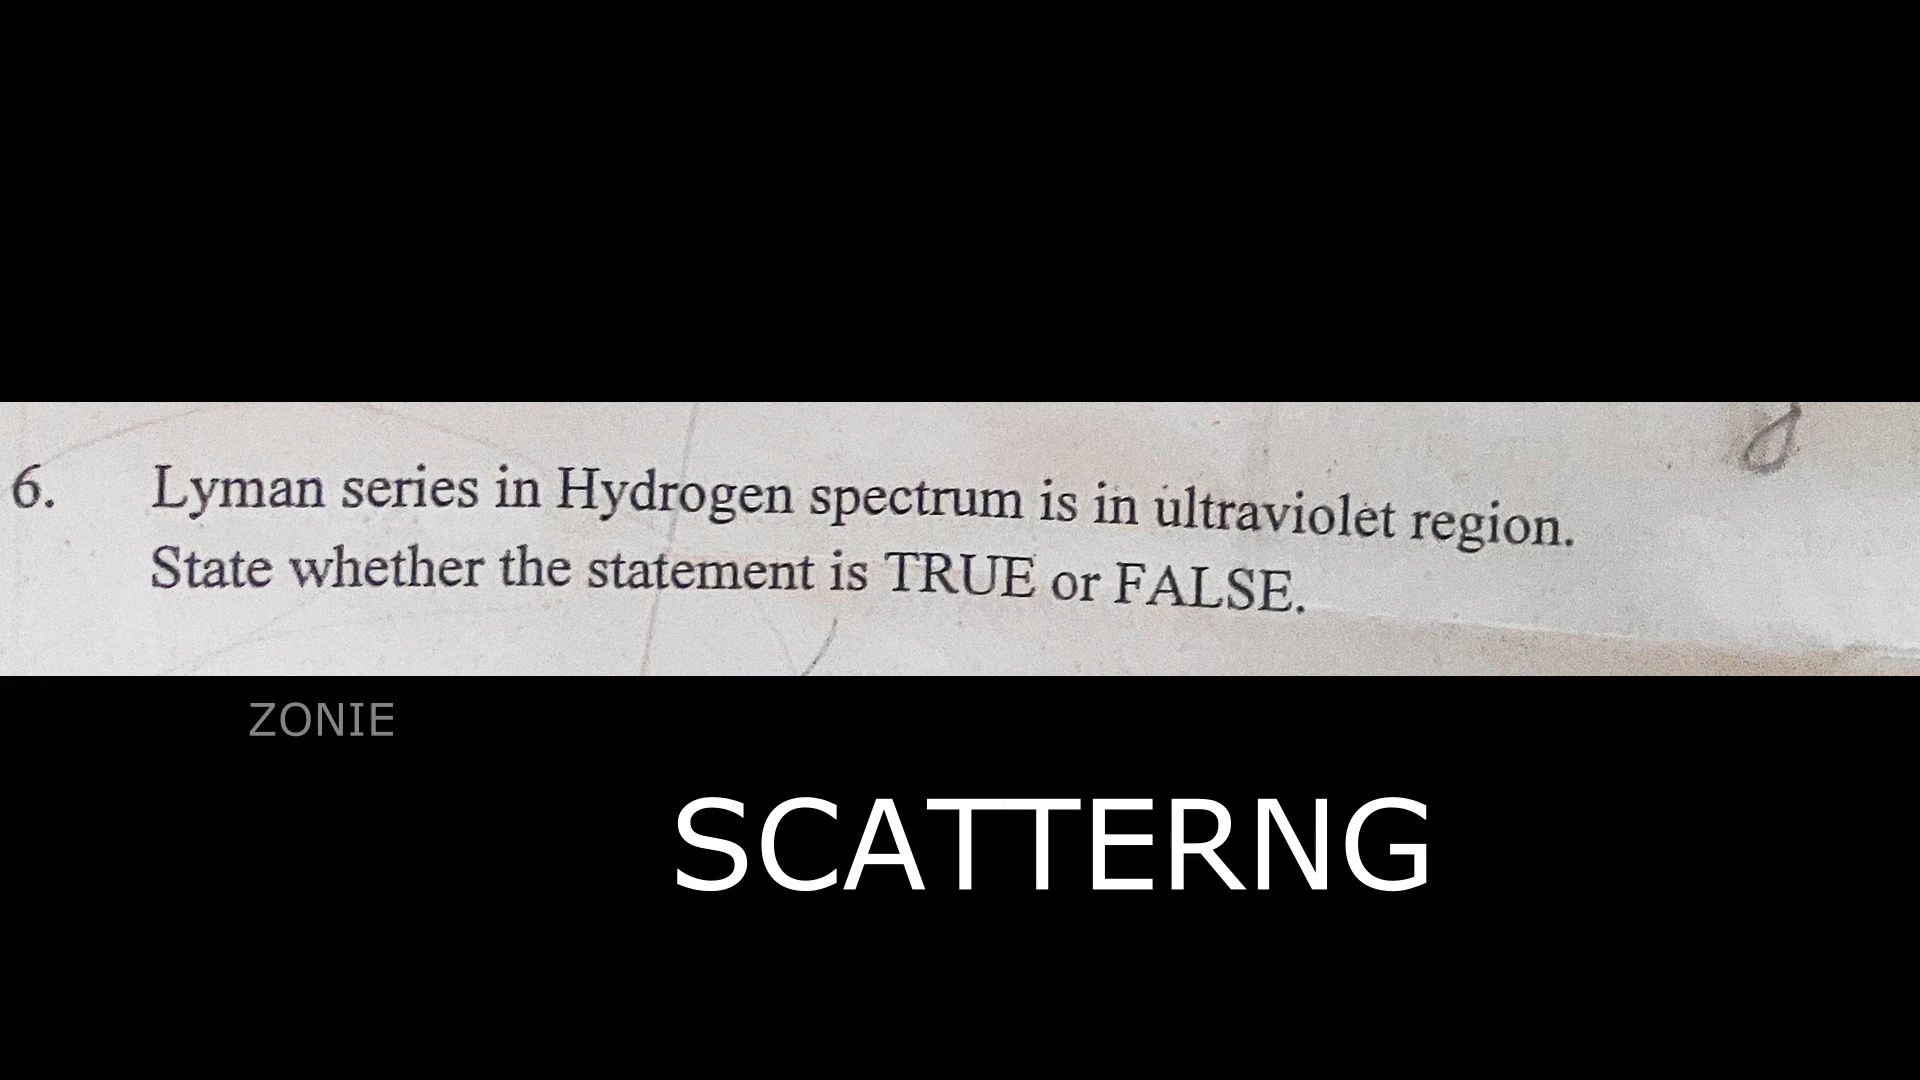 6. Lyman series in Hydrogen spectrum is in ultraviolet region.
State whether the statement is TRUE or FALSE.
ZONIE
SCATTERNG